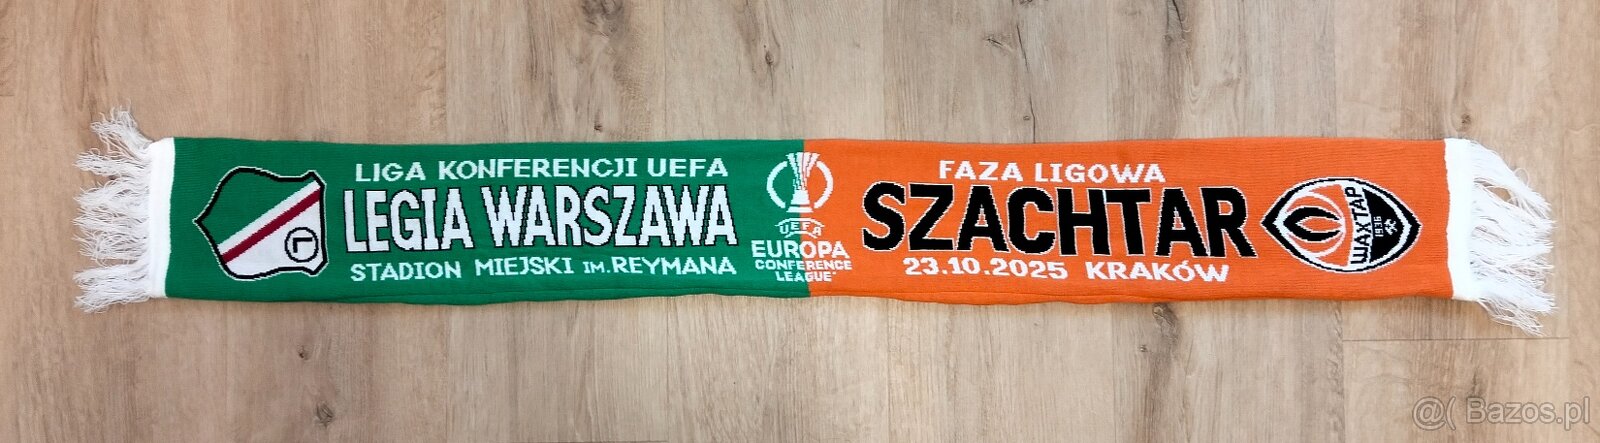 LIGA KONFERENCJI UEFA
LEGIA WARSZAWA
STADION MIEJSKI IM.REYMANA
L
UEFA
EUROPA
CONFERENCE
LEAGUE
FAZA LIGOWA
SZACHTAR
23.10.2025 KRAKÓW
ШАХТАР
1936
@( Bazos.pl